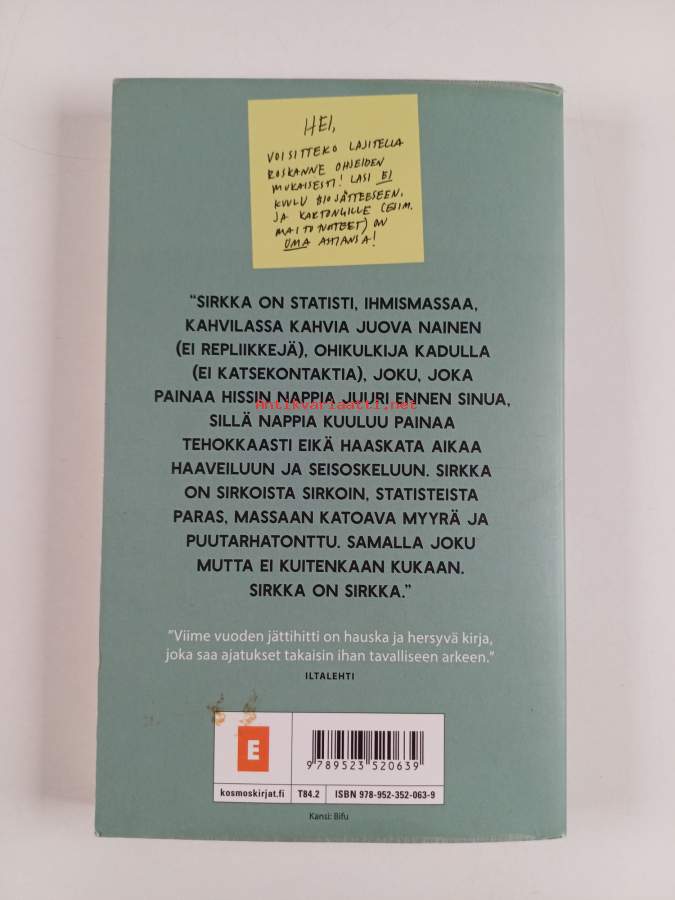 HEI,
VOISITTEKO LAJITELLA
ROSKANNE OHJEIDEN
MUKAISESTI! LASI EI
KUULU BIOJÄTTEESEEN,
JA KARTONGILLE (ESIM.
MAITOTÖTEET) ON
OMA ASTIANSA!
"SIRKKA ON STATISTI, IHMISMASSAA,
KAHVILASSA KAHVIA JUOVA NAINEN
(EI REPLIIKKEJÄ), OHIKULKIJA KADULLA
(EI KATSEKONTAKTIA), JOKU, JOKA
PAINAA HISSIN NAPPIA JUURI ENNEN SINUA,
Antikvariaatti.net
SILLÄ NAPPIA KUULUU PAINAA
TEHOKKAASTI EIKÄ HAASKATA AIKAA
HAAVEILUUN JA SEISOSKELUUN. SIRKKA
ON SIRKOISTA SIRKOIN, STATISTEISTA
PARAS, MASSAAN KATOAVA MYYRÄ JA
PUUTARHATONTTU. SAMALLA JOKU
MUTTA EI KUITENKAAN KUKAAN.
SIRKKA ON SIRKKA."
"Viime vuoden jättihitti on hauska ja hersyvä kirja,
joka saa ajatukset takaisin ihan tavalliseen arkeen."
ILTALEHTI
E
9 789523 520639
kosmoskirjat.fi T84.2 ISBN 978-952-352-063-9
Kansi: Bifu